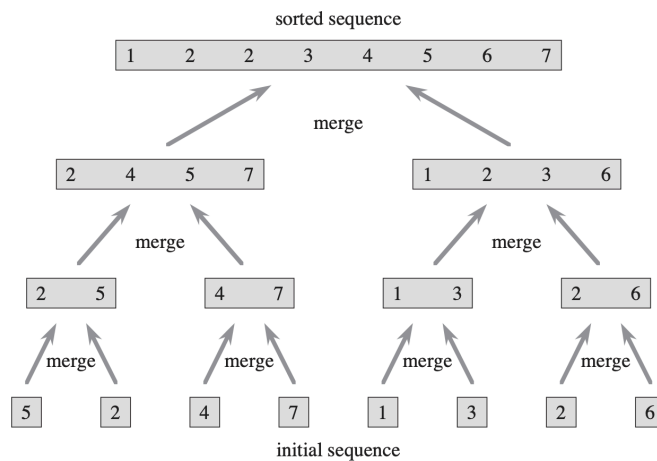 sorted sequence
1 2 2 3 4 5 6 7
merge
2 4 5 7 1 2 3 6
merge merge
2 5 4 7 1 3 2 6
merge merge merge merge
5 2 4 7 1 3 2 6
initial sequence